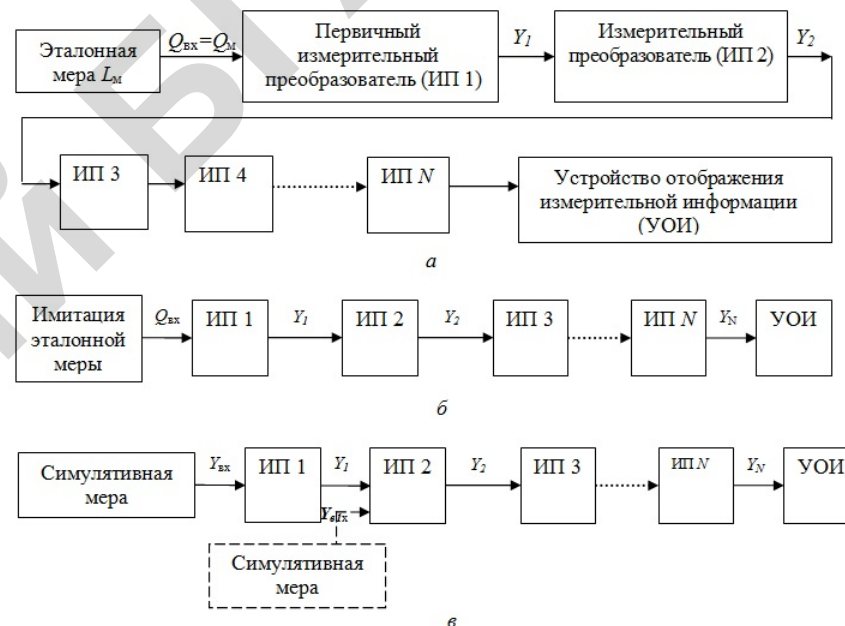 Эталонная
мера Lм
Qвх=Qм
Первичный
измерительный
преобразователь (ИП 1)
Y1
Измерительный
преобразователь (ИП 2)
Y2
ИП 3
ИП 4
ИП N
Устройство отображения
измерительной информации
(УОИ)
а
Имитация
эталонной
меры
Qвх
ИП 1
Y1
ИП 2
Y2
ИП 3
ИП N
YN
УОИ
б
Симулятивная
мера
Yвх
ИП 1
Y1
ИП 2
Y2
ИП 3
ИП N
YN
УОИ
Симулятивная
мера
в